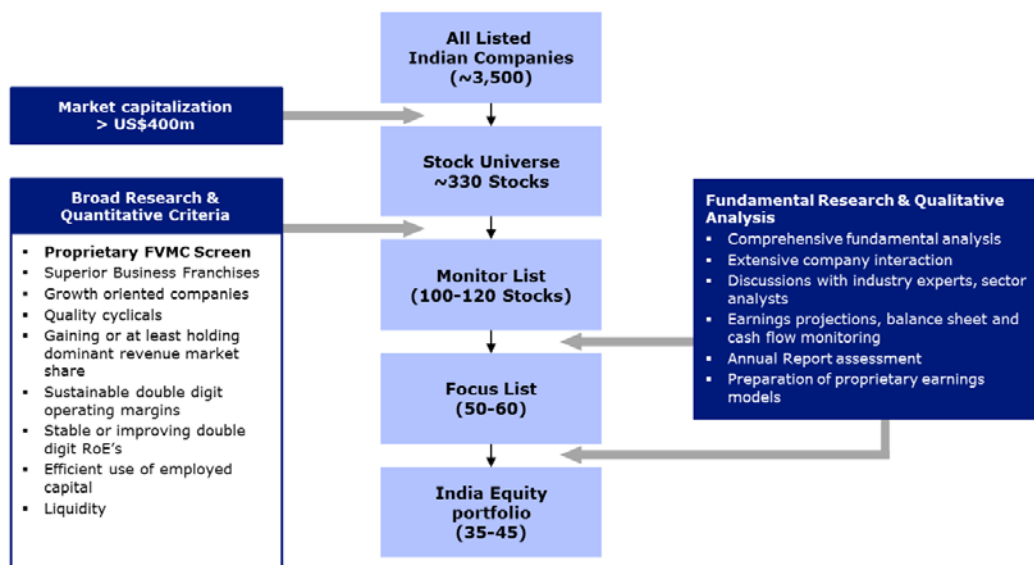 All Listed
Indian Companies
(~3,500)
Market capitalization
> US$400m
Stock Universe
~330 Stocks
Broad Research &
Quantitative Criteria
▪ Proprietary FVMC Screen
▪ Superior Business Franchises
▪ Growth oriented companies
▪ Quality cyclicals
▪ Gaining or at least holding
dominant revenue market
share
▪ Sustainable double digit
operating margins
▪ Stable or improving double
digit RoE's
▪ Efficient use of employed
capital
▪ Liquidity
Monitor List
(100-120 Stocks)
Fundamental Research & Qualitative
Analysis
▪ Comprehensive fundamental analysis
▪ Extensive company interaction
▪ Discussions with industry experts, sector
analysts
▪ Earnings projections, balance sheet and
cash flow monitoring
▪ Annual Report assessment
▪ Preparation of proprietary earnings
models
Focus List
(50-60)
India Equity
portfolio
(35-45)